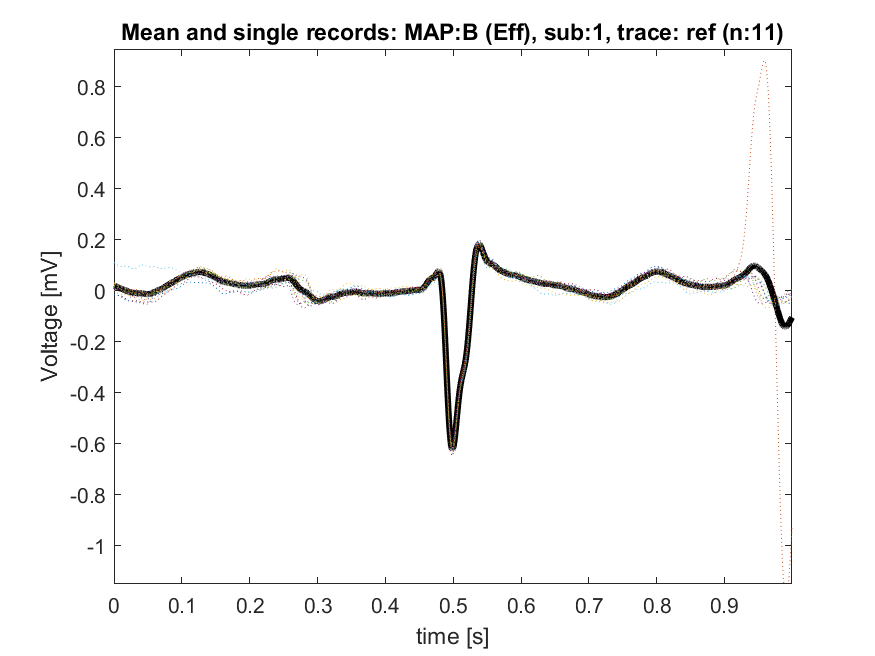 Mean and single records: MAP:B (Eff), sub:1, trace: ref (n:11)
0.8
0.6
0.4
0.2
0
-0.2
-0.4
-0.6
-0.8
-1
Voltage [mV]
0 0.1 0.2 0.3 0.4 0.5 0.6 0.7 0.8 0.9
time [s]